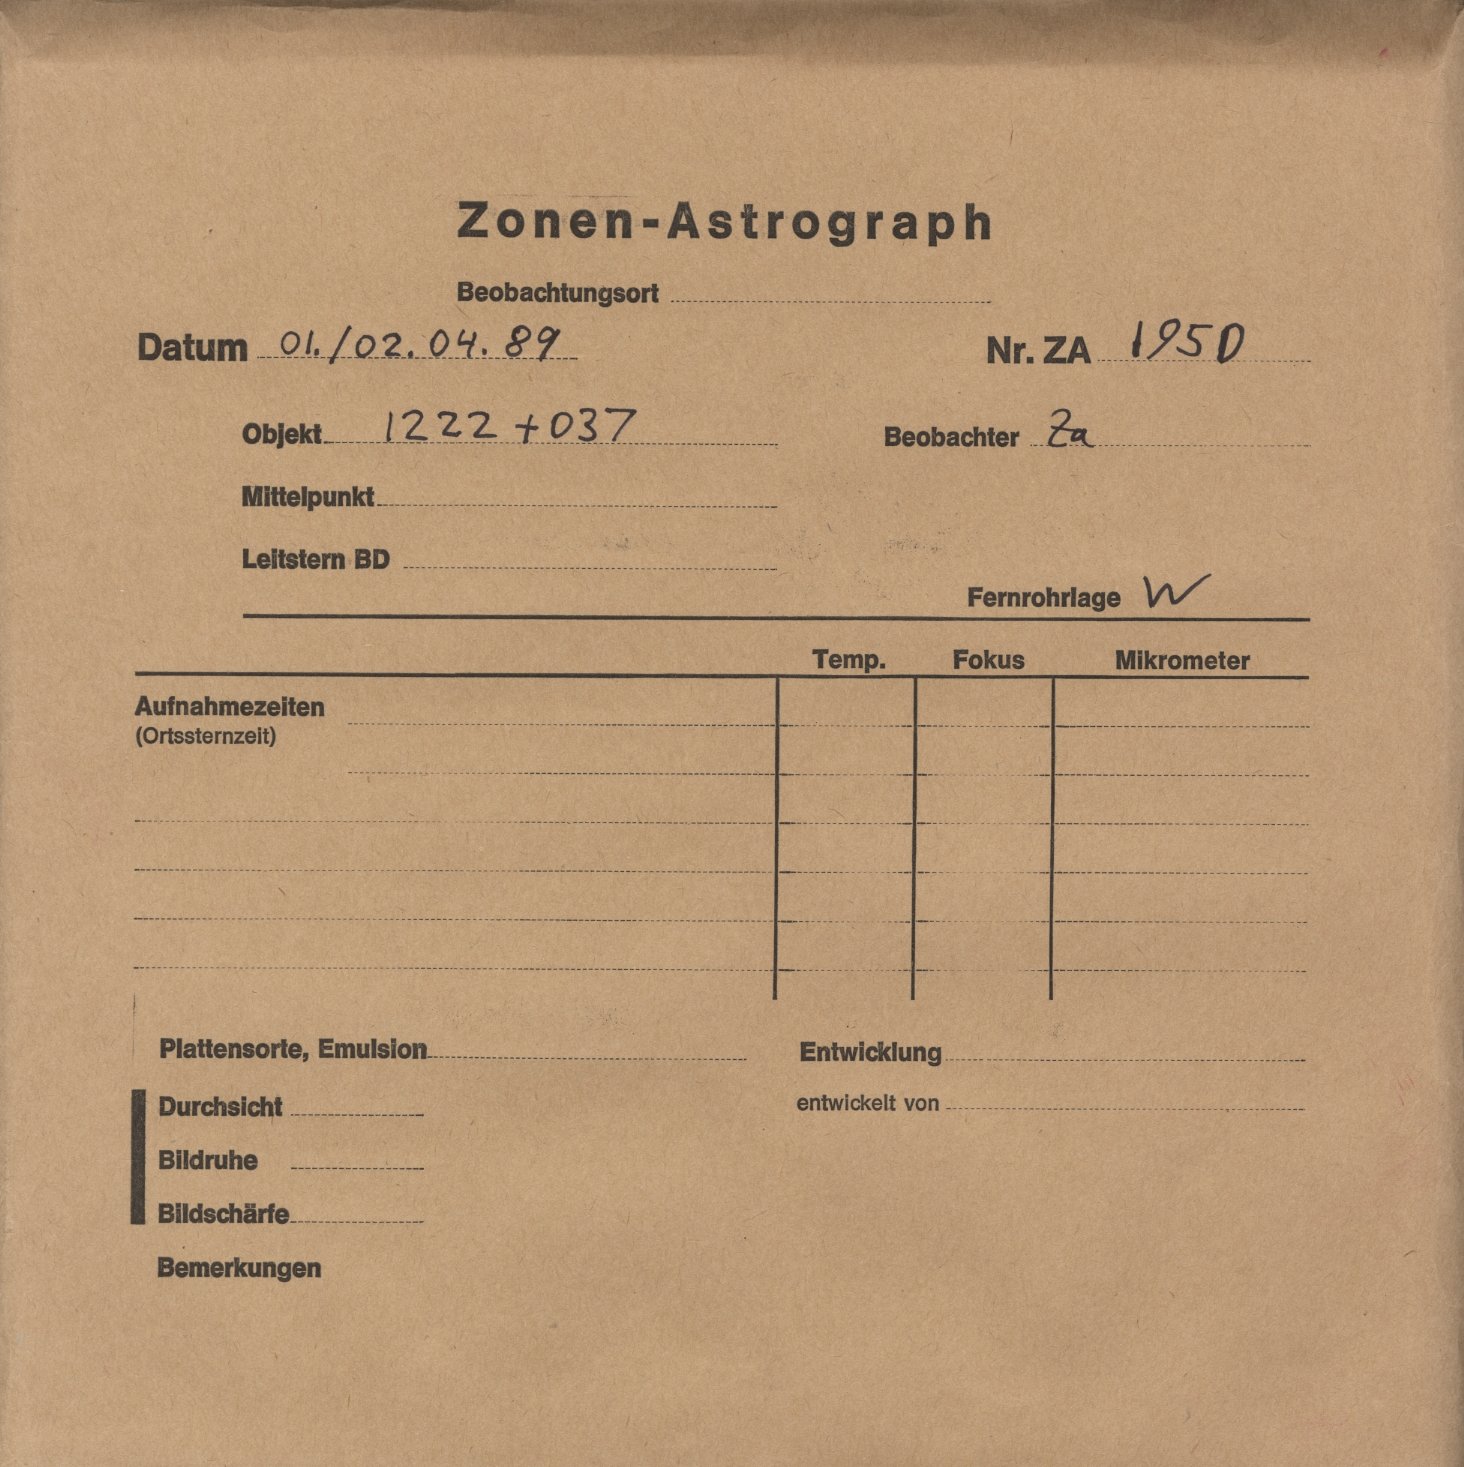 Zonen-Astrograph
Beobachtungsort
Datum 01./02.04.89 Nr. ZA 1950
Objekt 1222+037 Beobachter Za
Mittelpunkt
Leitstern BD
Fernrohrlage W
Temp. Fokus Mikrometer
Aufnahmezeiten
(Ortssternzeit)
Plattensorte, Emulsion Entwicklung
Durchsicht entwickelt von
Bildruhe
Bildschärfe
Bemerkungen